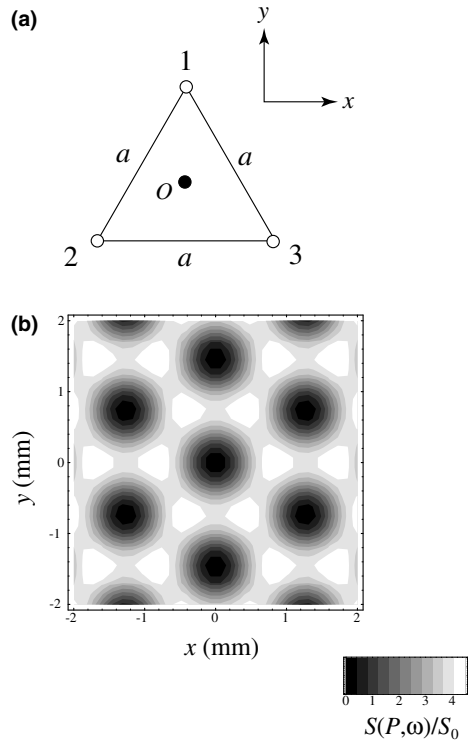 (a)
y
x
1
a
a
O
2
a
3
(b)
2
1
0
-1
-2
y (mm)
-2 -1 0 1 2
x (mm)
0 1 2 3 4
S(P,ω)/S₀